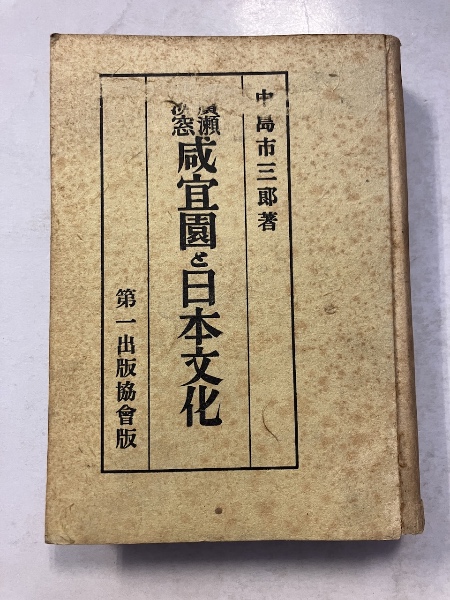 中島市三郎著
廣瀬淡窓
咸宜園と日本文化
第一出版協會版